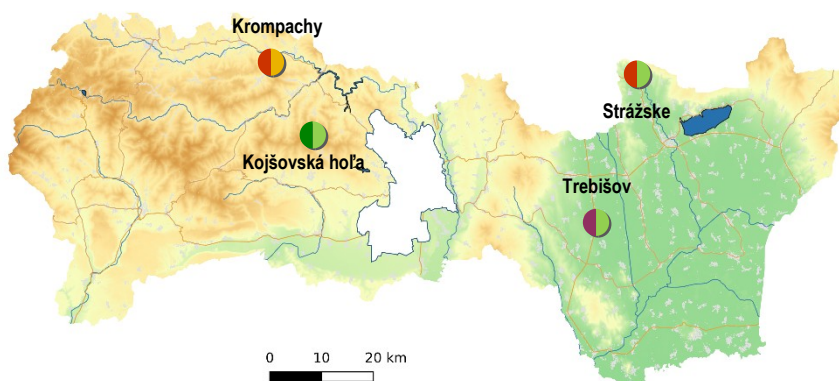 Krompachy
Strážske
Kojšovská hoľa
Trebišov
0 10 20 km